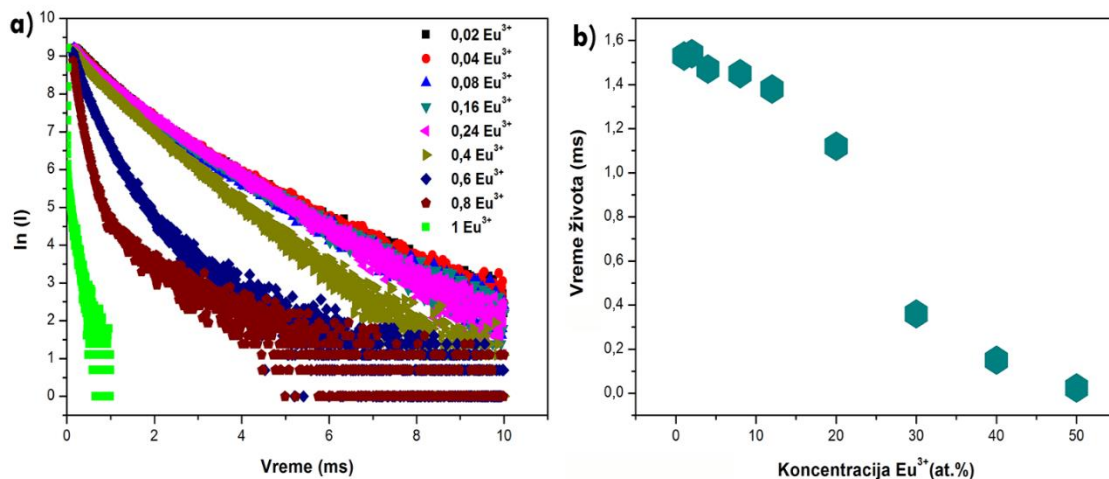 a)
10
9
8
7
6
5
4
3
2
1
0
ln (I)
0,02 Eu³⁺
0,04 Eu³⁺
0,08 Eu³⁺
0,16 Eu³⁺
0,24 Eu³⁺
0,4 Eu³⁺
0,6 Eu³⁺
0,8 Eu³⁺
1 Eu³⁺
0 2 4 6 8 10
Vreme (ms)
b)
1,6
1,4
1,2
1,0
0,8
0,6
0,4
0,2
0,0
Vreme života (ms)
0 10 20 30 40 50
Koncentracija Eu³⁺(at.%)